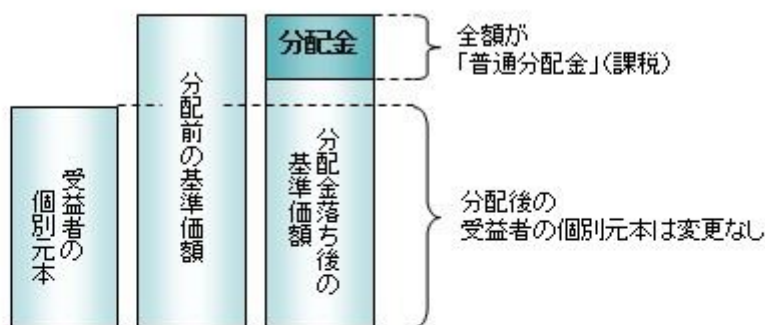 受益者の
個別元本
分配前の基準価額
分配金
分配金落ち後の
基準価額
全額が
「普通分配金」(課税)
分配後の
受益者の個別元本は変更なし